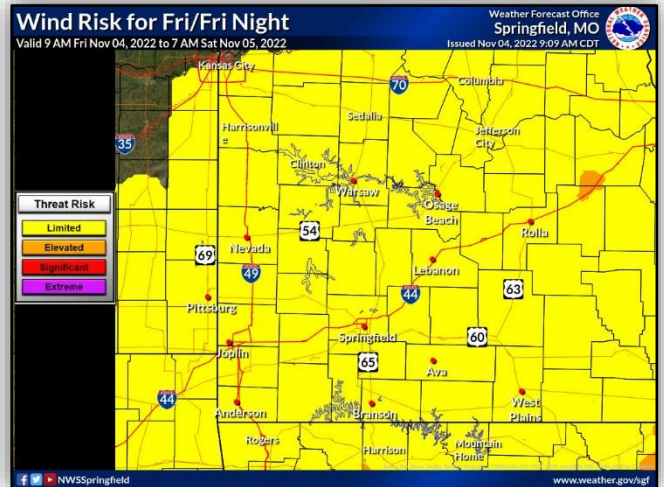 Wind Risk for Fri/Fri Night
Valid 9 AM Fri Nov 04, 2022 to 7 AM Sat Nov 05, 2022
Weather Forecast Office
Springfield, MO
Issued Nov 04, 2022 9:09 AM CDT
Kansas City
70
Columbia
Sedalia
Harrisonvill
e
Jefferson
City
35
Clinton
Warsaw
Osage
Beach
Threat Risk
Limited
Elevated
Significant
Extreme
Rolla
54
Nevada
69
49
Lebanon
63
44
Pittsburg
Springfield
60
Joplin
65
Ava
44
Anderson
Branson
West
Plains
Rogers
Harrison
Mountain
Home
NWSSpringfield
www.weather.gov/sgf